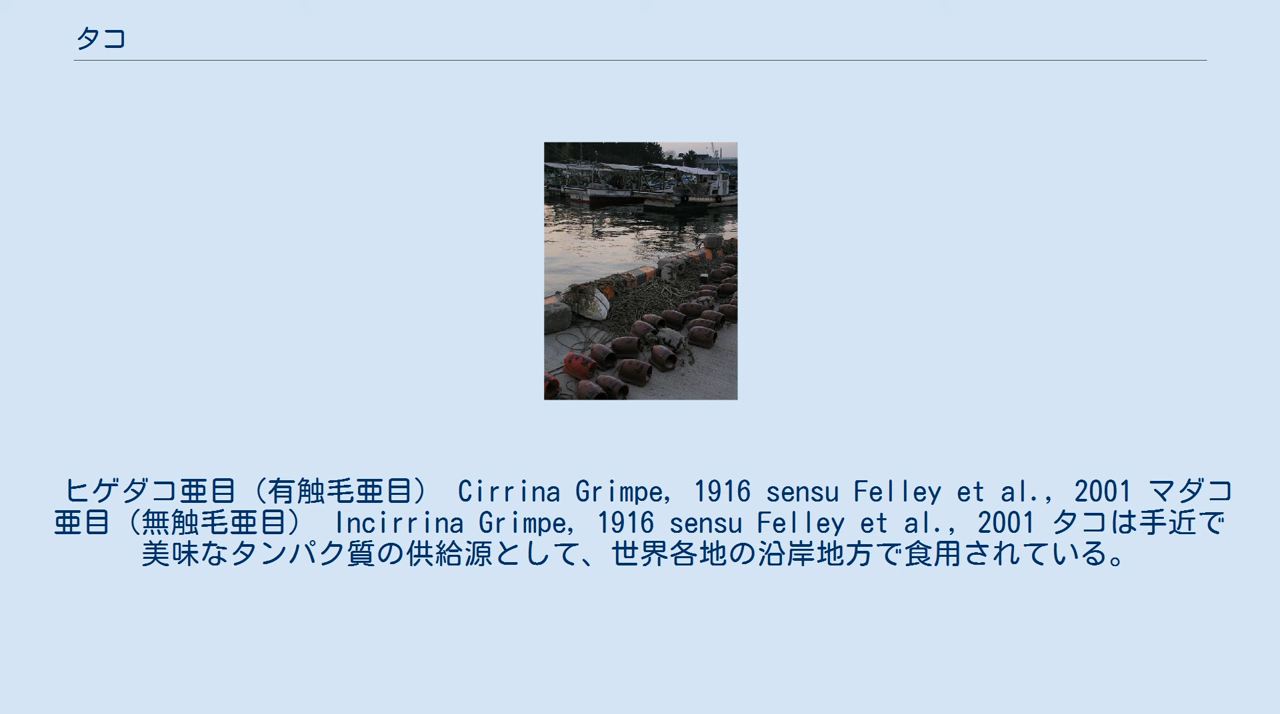 タコ
ヒゲダコ亜目（有触毛亜目） Cirrina Grimpe, 1916 sensu Felley et al., 2001 マダコ
亜目（無触毛亜目） Incirrina Grimpe, 1916 sensu Felley et al., 2001 タコは手近で
美味なタンパク質の供給源として、世界各地の沿岸地方で食用されている。